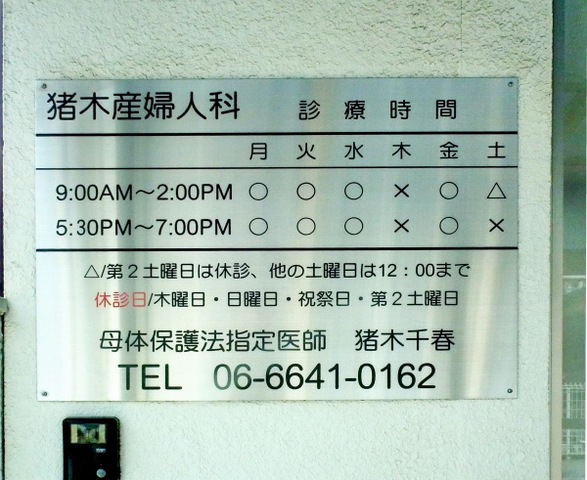 猪木産婦人科 診療時間
月 火 水 木 金 土
9:00AM～2:00PM ○ ○ ○ × ○ △
5:30PM～7:00PM ○ ○ ○ × ○ ×
△/第２土曜日は休診、他の土曜日は12：00まで
休診日/木曜日・日曜日・祝祭日・第２土曜日
母体保護法指定医師 猪木千春
TEL 06-6641-0162